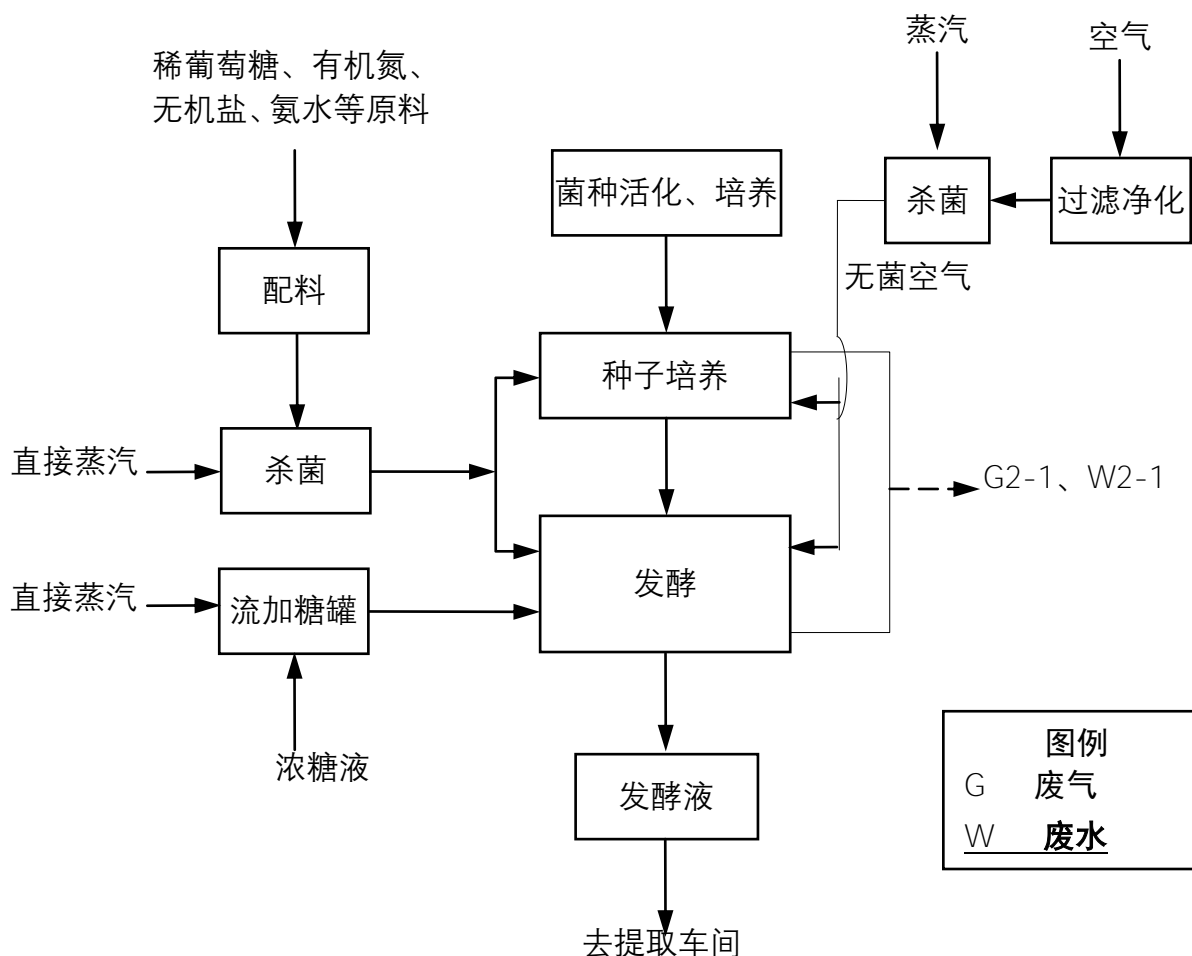 蒸汽
空气
稀葡萄糖、有机氮、
无机盐、氨水等原料
菌种活化、培养
杀菌
过滤净化
无菌空气
配料
种子培养
直接蒸汽
杀菌
G2-1、W2-1
发酵
直接蒸汽
流加糖罐
浓糖液
发酵液
图例
G 废气
W 废水
去提取车间